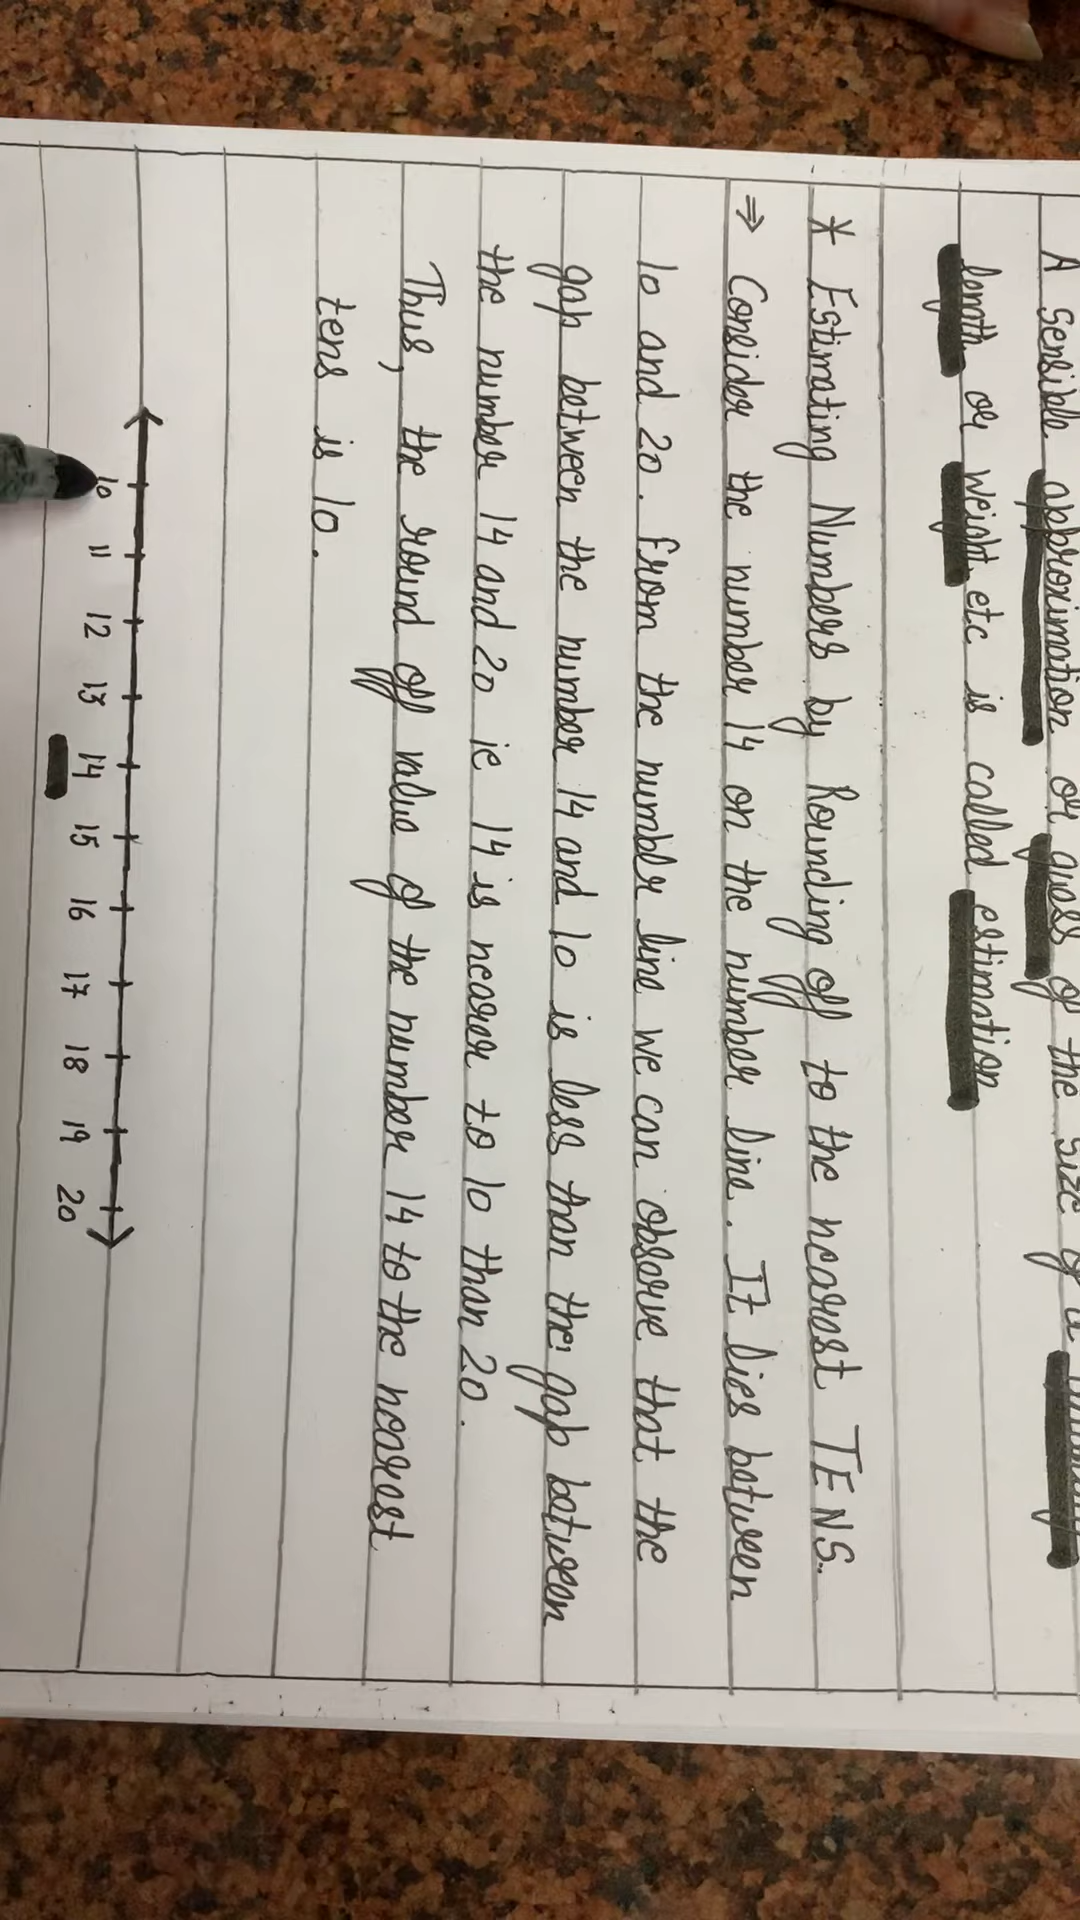 A sensible approximation or guess of the size of a
length or weight etc is called estimation
* Estimating Numbers by Rounding off to the nearest TENS.
⇒ Consider the number 14 on the number line. It lies between
10 and 20. From the number line we can observe that the
gap between the number 14 and 10 is less than the gap between
the number 14 and 20 ie 14 is nearer to 10 than 20.
Thus, the round off value of the number 14 to the nearest
tens is 10.
10 11 12 13 14 15 16 17 18 19 20